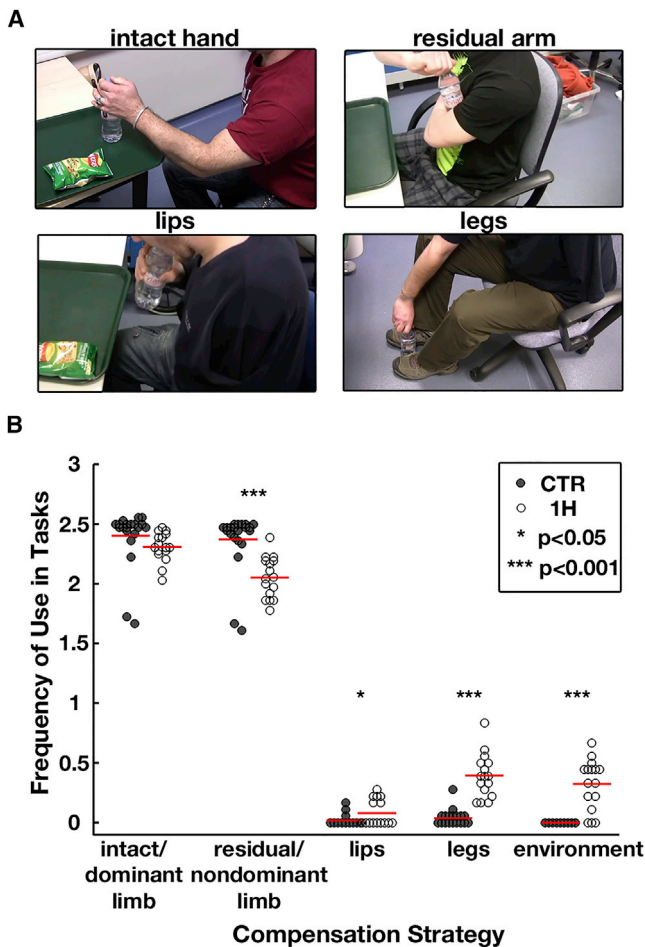 A
intact hand
residual arm
lips
legs
B
3
2.5
2
1.5
1
0.5
0
Frequency of Use in Tasks
***
*
***
***
CTR
1H
* p<0.05
*** p<0.001
intact/
dominant
limb
residual/
nondominant
limb
lips
legs
environment
Compensation Strategy